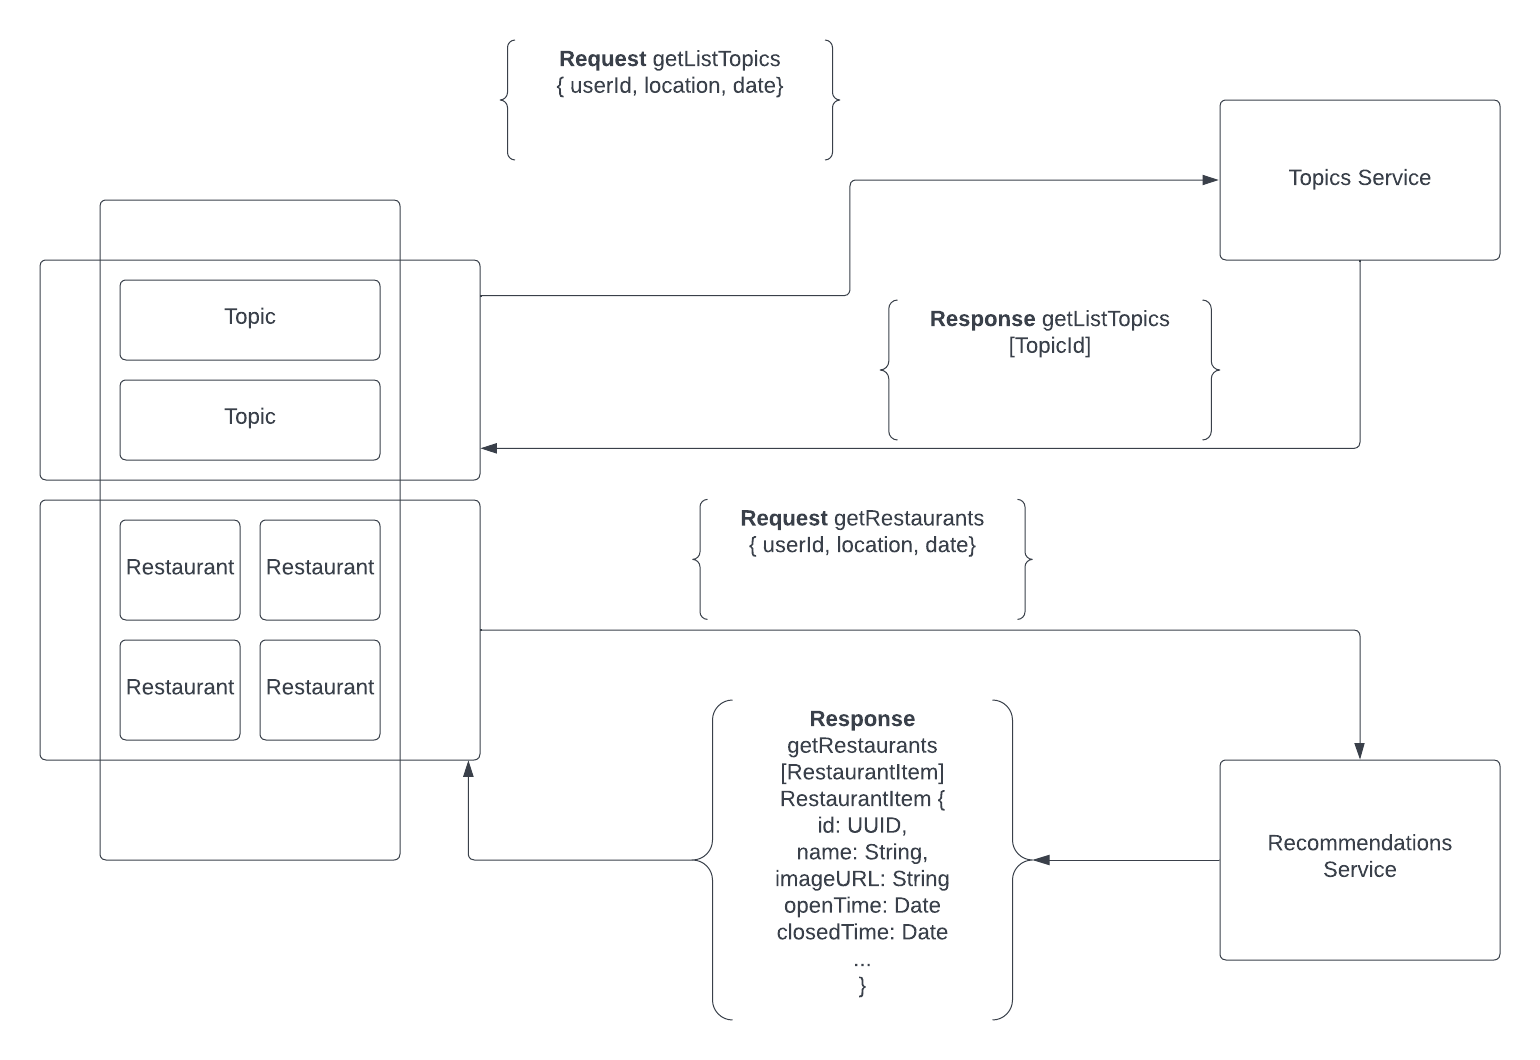 Request getListTopics
{ userId, location, date}
Topics Service
Topic
Response getListTopics
[TopicId]
Topic
Request getRestaurants
{ userId, location, date}
Restaurant
Restaurant
Restaurant
Restaurant
Response
getRestaurants
[RestaurantItem]
RestaurantItem {
id: UUID,
name: String,
imageURL: String
openTime: Date
closedTime: Date
...
}
Recommendations
Service